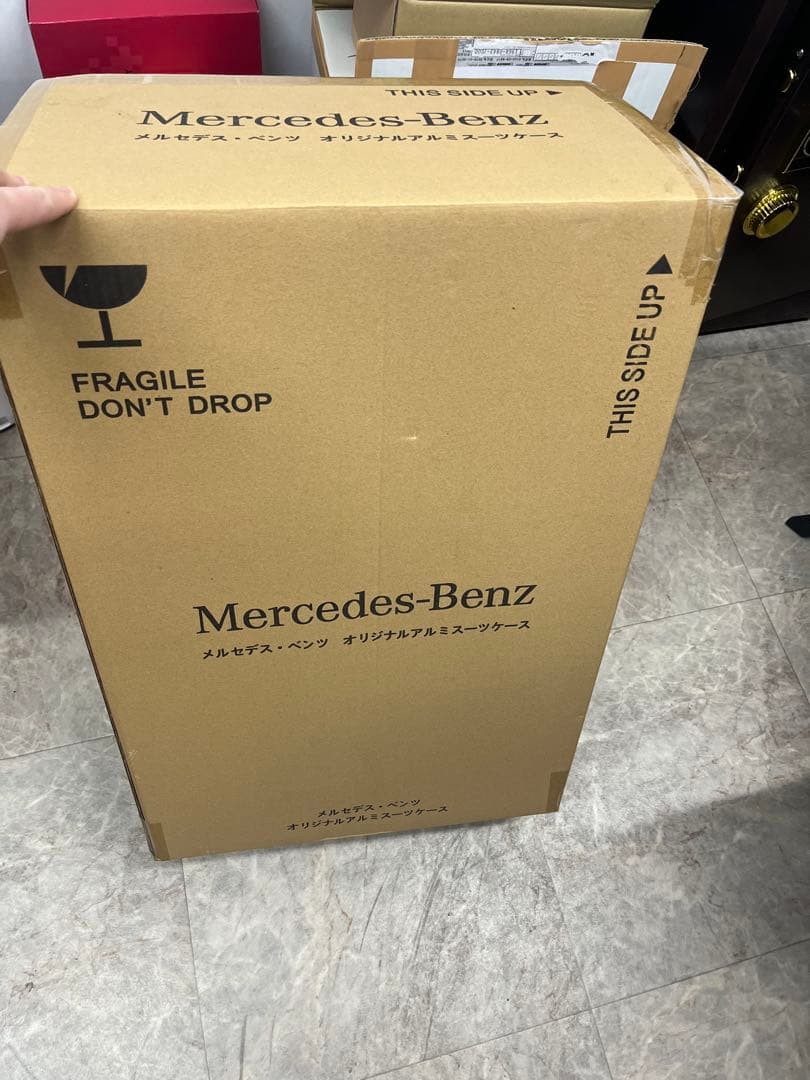 THIS SIDE UP ▶
Mercedes-Benz
メルセデス・ベンツ オリジナルアルミスーツケース
FRAGILE
DON'T DROP
THIS SIDE UP ▶
Mercedes-Benz
メルセデス・ベンツ オリジナルアルミスーツケース
メルセデス・ベンツ
オリジナルアルミスーツケース